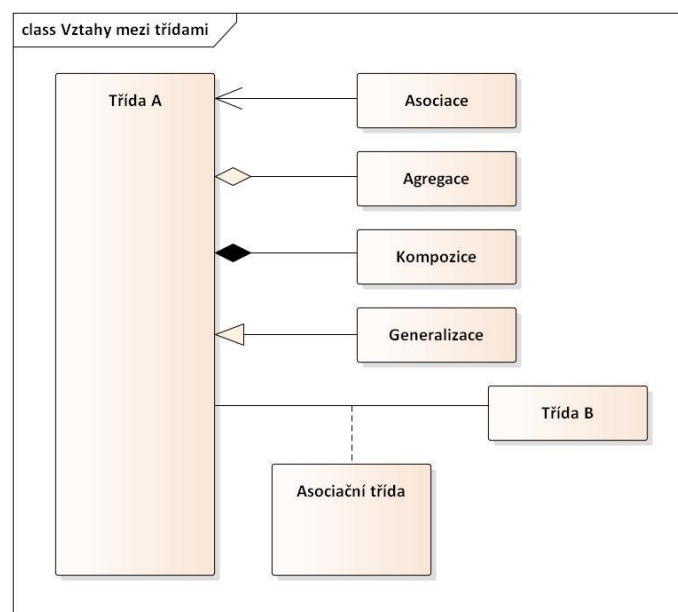 class Vztahy mezi třídami
Třída A
Asociace
Agregace
Kompozice
Generalizace
Třída B
Asociační třída